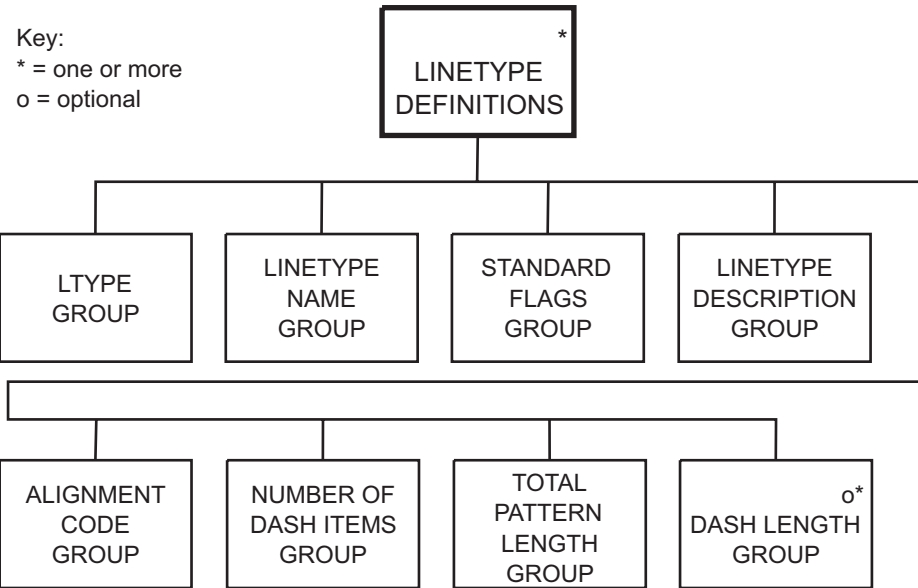 Key:
* = one or more
o = optional
*
LINETYPE
DEFINITIONS
LTYPE
GROUP
LINETYPE
NAME
GROUP
STANDARD
FLAGS
GROUP
LINETYPE
DESCRIPTION
GROUP
ALIGNMENT
CODE
GROUP
NUMBER OF
DASH ITEMS
GROUP
TOTAL
PATTERN
LENGTH
GROUP
o*
DASH LENGTH
GROUP